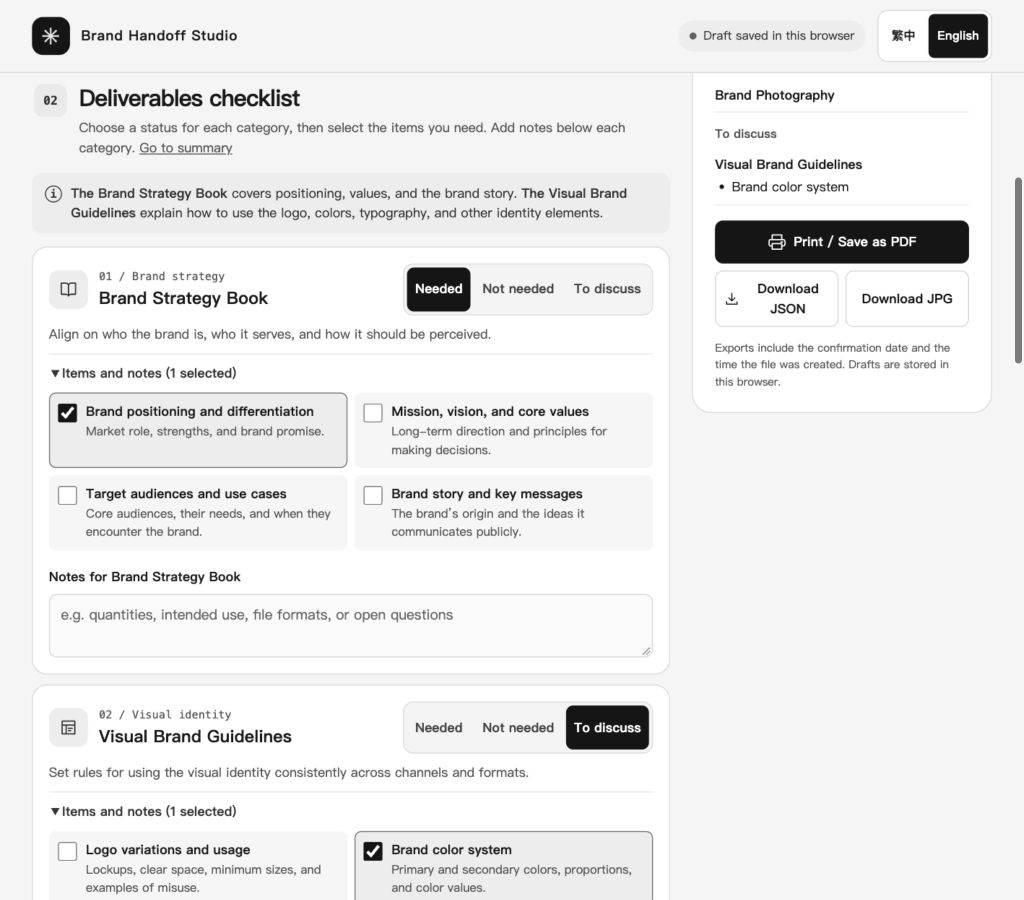 Brand Handoff Studio
Draft saved in this browser
繁中
English
02
Deliverables checklist
Choose a status for each category, then select the items you need. Add notes below each
category. Go to summary
The Brand Strategy Book covers positioning, values, and the brand story. The Visual Brand
Guidelines explain how to use the logo, colors, typography, and other identity elements.
01 / Brand strategy
Brand Strategy Book
Needed
Not needed
To discuss
Align on who the brand is, who it serves, and how it should be perceived.
▼Items and notes (1 selected)
Brand positioning and differentiation
Market role, strengths, and brand promise.
Mission, vision, and core values
Long-term direction and principles for
making decisions.
Target audiences and use cases
Core audiences, their needs, and when they
encounter the brand.
Brand story and key messages
The brand's origin and the ideas it
communicates publicly.
Notes for Brand Strategy Book
e.g. quantities, intended use, file formats, or open questions
02 / Visual identity
Visual Brand Guidelines
Needed
Not needed
To discuss
Set rules for using the visual identity consistently across channels and formats.
▼Items and notes (1 selected)
Logo variations and usage
Lockups, clear space, minimum sizes, and
examples of misuse.
Brand color system
Primary and secondary colors, proportions,
and color values.
Brand Photography
To discuss
Visual Brand Guidelines
• Brand color system
Print / Save as PDF
Download
JSON
Download JPG
Exports include the confirmation date and the
time the file was created. Drafts are stored in
this browser.